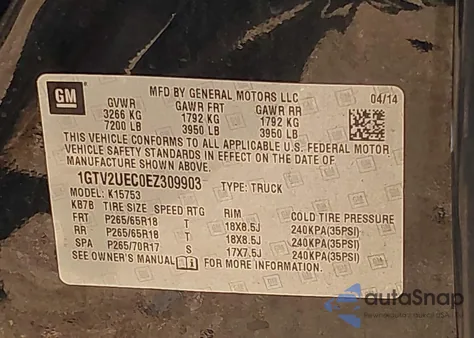 GM
MFD BY GENERAL MOTORS LLC
04/14
GVWR GAWR FRT GAWR RR
3266 KG 1792 KG 1792 KG
7200 LB 3950 LB 3950 LB
THIS VEHICLE CONFORMS TO ALL APPLICABLE U.S. FEDERAL MOTOR
VEHICLE SAFETY STANDARDS IN EFFECT ON THE DATE OF
MANUFACTURE SHOWN ABOVE.
1GTV2UEC0EZ309903 TYPE: TRUCK
MODEL: K15753
KB7B TIRE SIZE SPEED RTG RIM COLD TIRE PRESSURE
FRT P265/65R18 T 18X8.5J 240KPA(35PSI)
RR P265/65R18 T 18X8.5J 240KPA(35PSI)
SPA P265/70R17 S 17X7.5J 240KPA(35PSI)
SEE OWNER'S MANUAL FOR MORE INFORMATION.
autaSnap